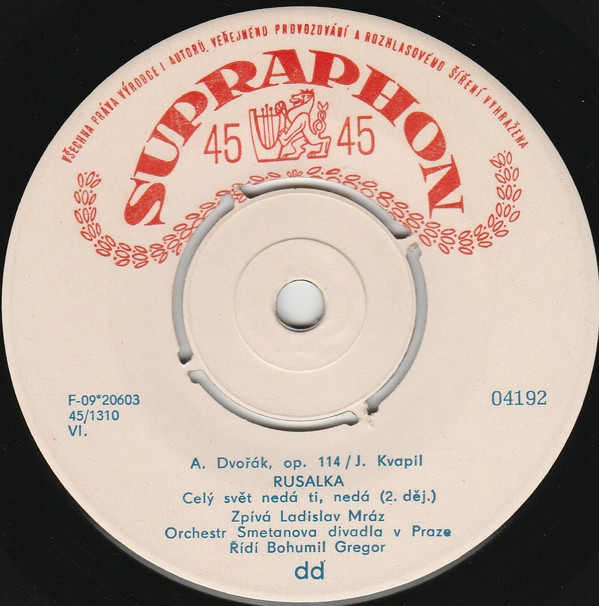 VŠECHNA PRÁVA VÝROBCE I AUTORŮ, VEŘEJNÉHO PROVOZOVÁNÍ A ROZHLASOVÉHO ŠÍŘENÍ VYHRAŽENA
SUPRAPHON
45 45
F-09*20603
45/1310
VI.
04192
A. Dvořák, op. 114/J. Kvapil
RUSALKA
Celý svět nedá ti, nedá (2. děj.)
Zpívá Ladislav Mráz
Orchestr Smetanova divadla v Praze
Řídí Bohumil Gregor